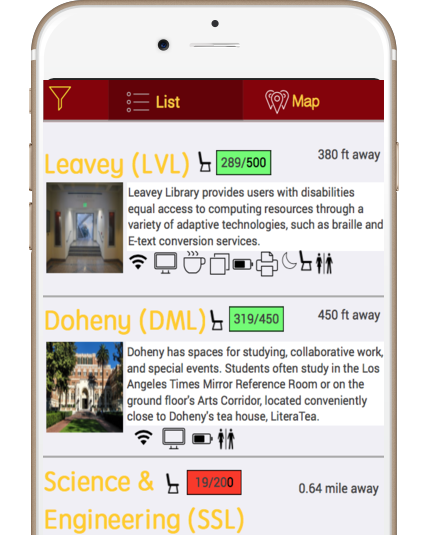 List
Map
Leavey (LVL)
289/500
380 ft away
Leavey Library provides users with disabilities
equal access to computing resources through a
variety of adaptive technologies, such as braille and
E-text conversion services.
Doheny (DML)
319/450
450 ft away
Doheny has spaces for studying, collaborative work,
and special events. Students often study in the Los
Angeles Times Mirror Reference Room or on the
ground floor's Arts Corridor, located conveniently
close to Doheny's tea house, LiteraTea.
Science &
19/200
0.64 mile away
Engineering (SSL)